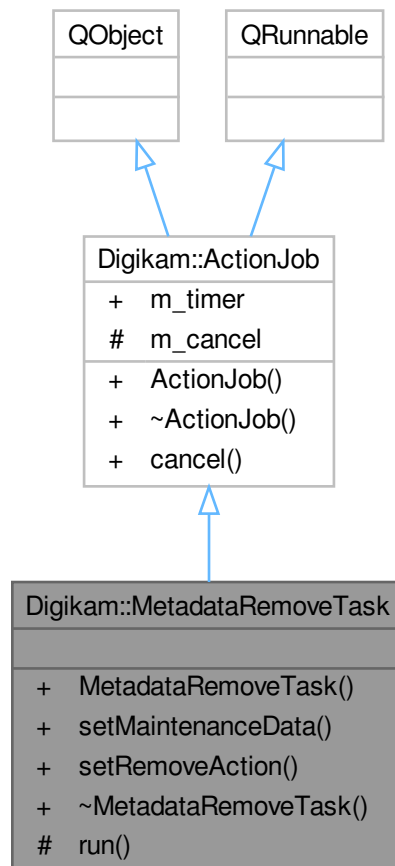 QObject
QRunnable
Digikam::ActionJob
+ m_timer
# m_cancel
+ ActionJob()
+ ~ActionJob()
+ cancel()
Digikam::MetadataRemoveTask
+ MetadataRemoveTask()
+ setMaintenanceData()
+ setRemoveAction()
+ ~MetadataRemoveTask()
# run()